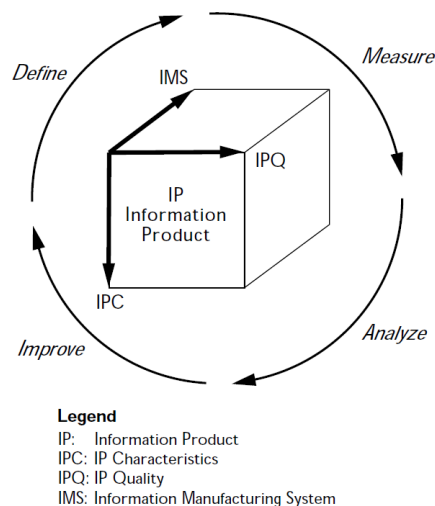 Define
Measure
IMS
IPQ
IP
Information
Product
IPC
Improve
Analyze
Legend
IP: Information Product
IPC: IP Characteristics
IPQ: IP Quality
IMS: Information Manufacturing System